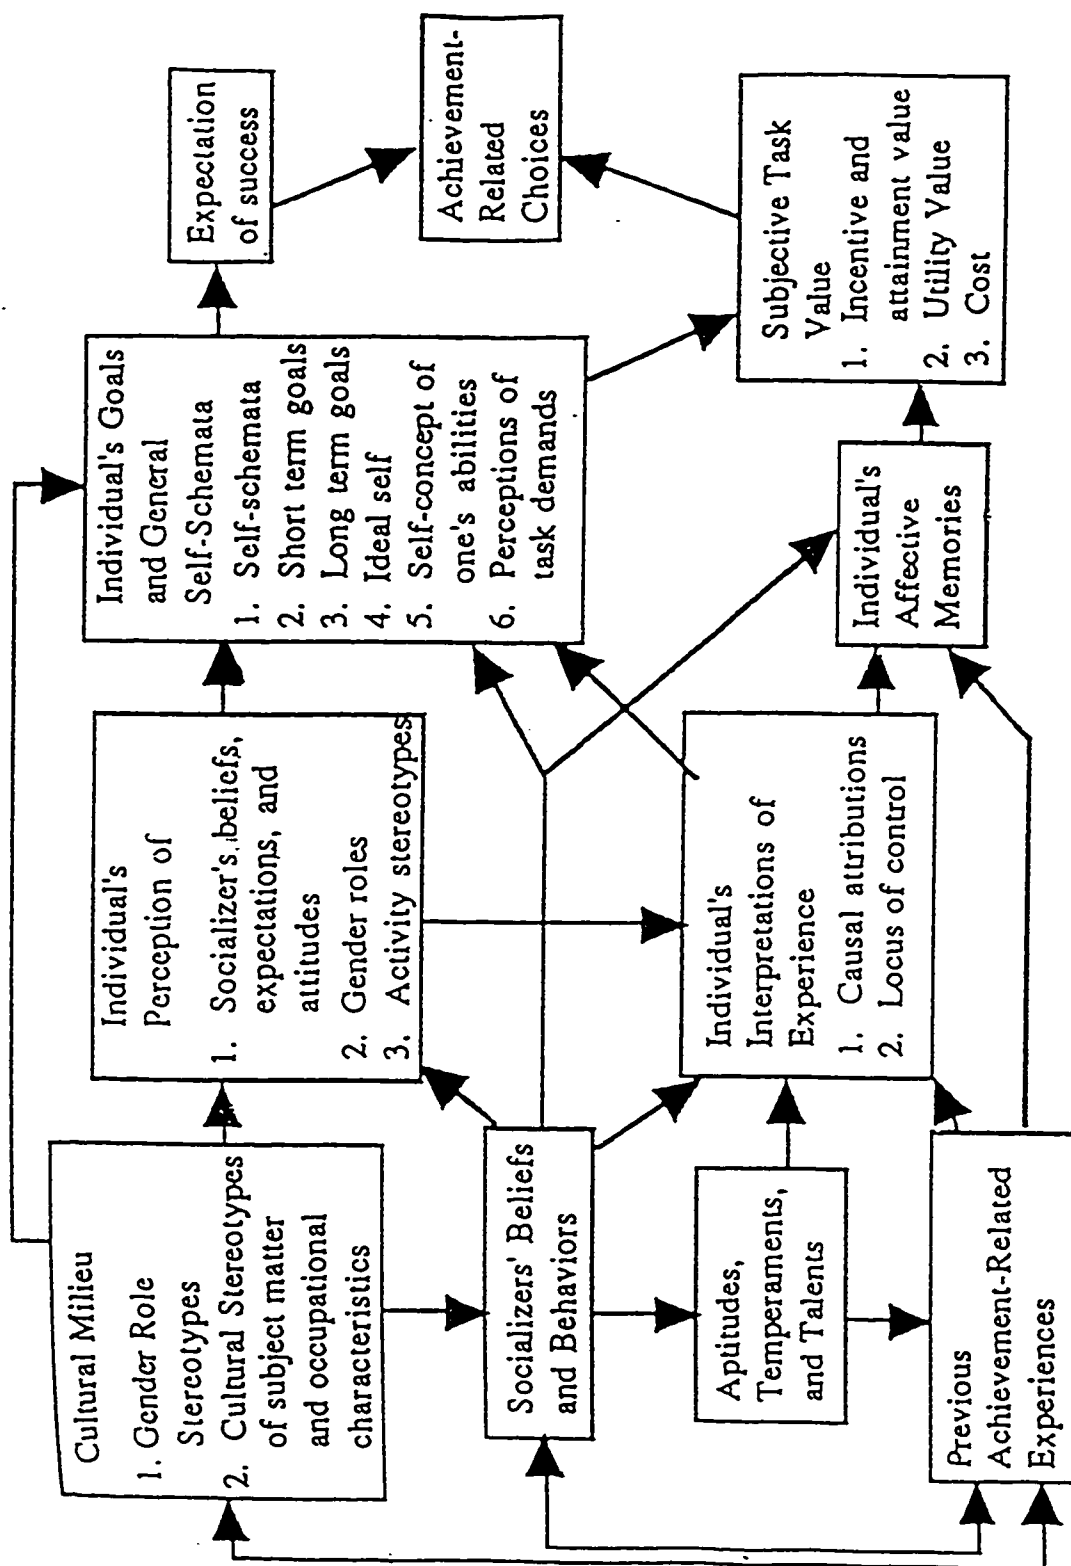 Cultural Milieu
1. Gender Role
Stereotypes
2. Cultural Stereotypes
of subject matter
and occupational
characteristics
Socializers' Beliefs
and Behaviors
Aptitudes,
Temperaments,
and Talents
Previous
Achievement-Related
Experiences
Individual's
Perception of
1. Socializer's beliefs,
expectations, and
attitudes
2. Gender roles
3. Activity stereotypes
Individual's
Interpretations of
Experience
1. Causal attributions
2. Locus of control
Individual's Goals
and General
Self-Schemata
1. Self-schemata
2. Short term goals
3. Long term goals
4. Ideal self
5. Self-concept of
one's abilities
6. Perceptions of
task demands
Individual's
Affective
Memories
Expectation
of success
Achievement-
Related
Choices
Subjective Task
Value
1. Incentive and
attainment value
2. Utility Value
3. Cost